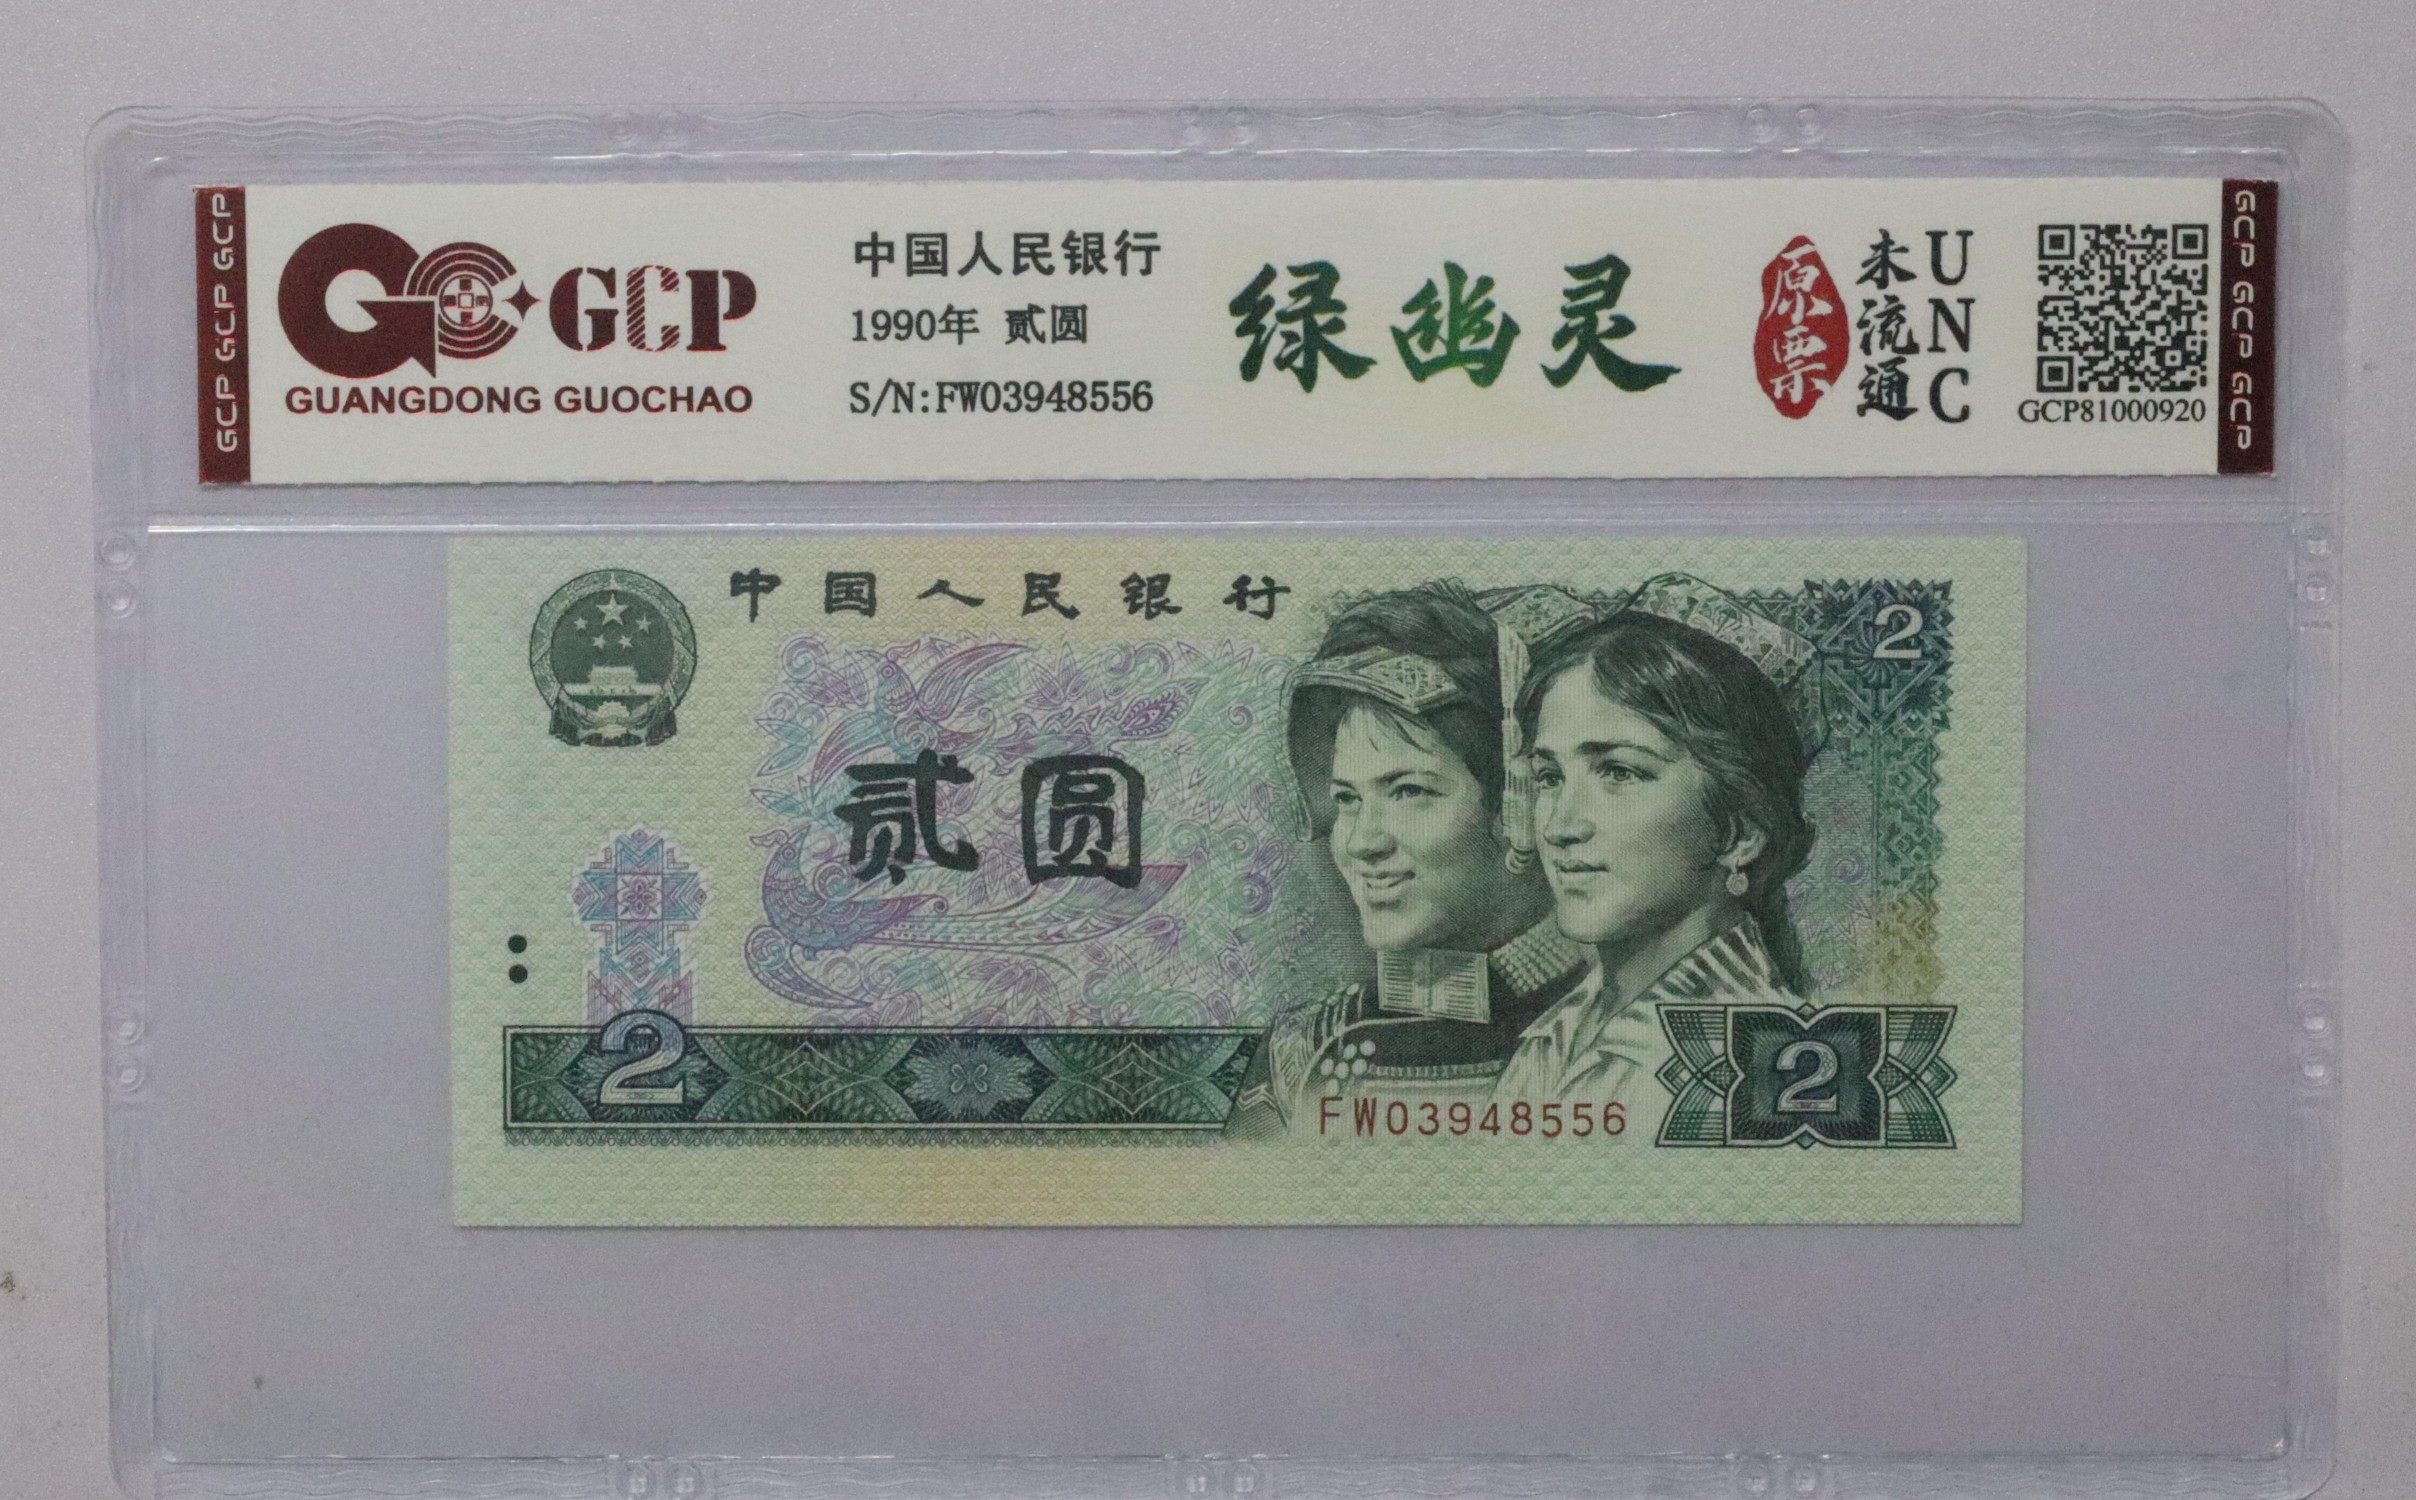 GCP GCP GCP
GCP
GUANGDONG GUOCHAO
中国人民银行
1990年 贰圆
S/N:FW03948556
绿幽灵
原票
未流通
UNC
GCP81000920
GCP GCP GCP
中国人民银行
2
贰圆
2
FW03948556
2